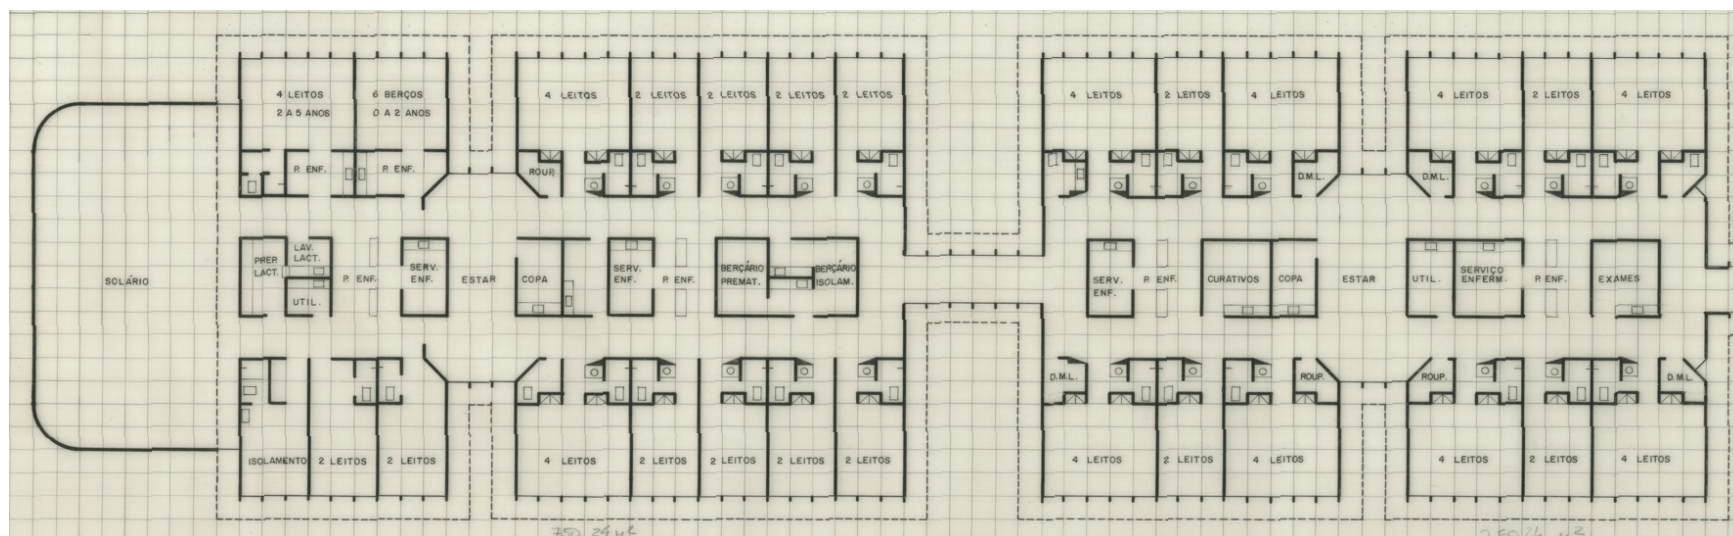 4 LEITOS
2 A 5 ANOS
6 BERÇOS
0 A 2 ANOS
4 LEITOS
2 LEITOS
2 LEITOS
2 LEITOS
2 LEITOS
4 LEITOS
2 LEITOS
4 LEITOS
4 LEITOS
2 LEITOS
4 LEITOS
P. ENF.
P. ENF.
ROUP.
D.M.L.
D.M.L.
SOLÁRIO
PREP.
LACT.
LAV.
LACT.
UTIL.
P. ENF.
SERV.
ENF.
ESTAR
COPA
SERV.
ENF.
P. ENF.
BERÇÁRIO
PREMAT.
BERÇÁRIO
ISOLAM.
SERV.
ENF.
P. ENF.
CURATIVOS
COPA
ESTAR
UTIL.
SERVIÇO
ENFERM.
P. ENF.
EXAMES
D.M.L.
ROUP.
ROUP.
D.M.L.
ISOLAMENTO
2 LEITOS
2 LEITOS
4 LEITOS
2 LEITOS
2 LEITOS
2 LEITOS
2 LEITOS
4 LEITOS
2 LEITOS
4 LEITOS
4 LEITOS
2 LEITOS
4 LEITOS